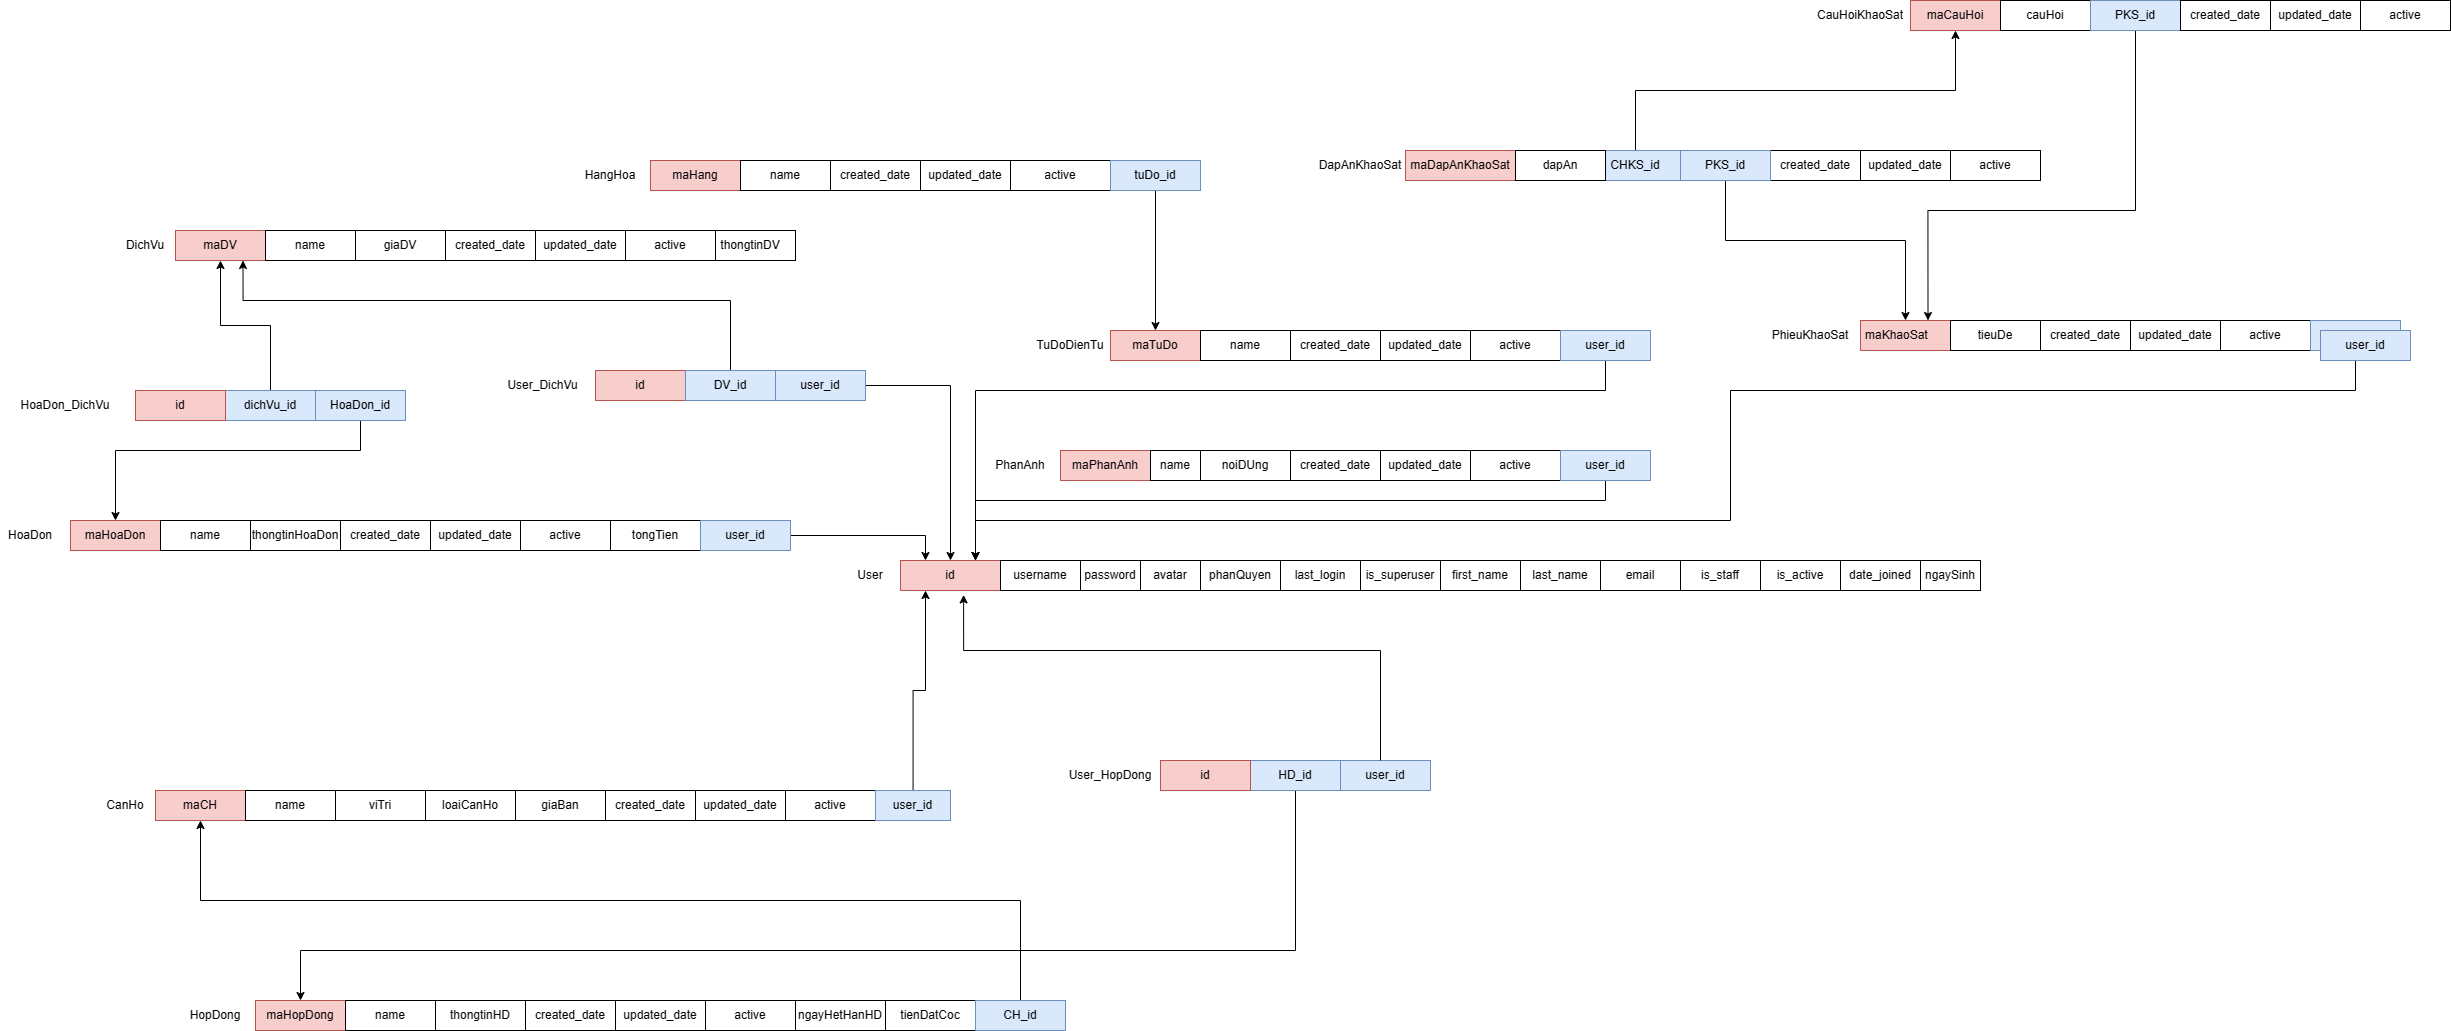 CauHoiKhaoSat maCauHoi cauHoi PKS_id created_date updated_date active
DapAnKhaoSat maDapAnKhaoSat dapAn CHKS_id PKS_id created_date updated_date active
HangHoa maHang name created_date updated_date active tuDo_id
DichVu maDV name giaDV created_date updated_date active thongtinDV
PhieuKhaoSat maKhaoSat tieuDe created_date updated_date active user_id
TuDoDienTu maTuDo name created_date updated_date active user_id
User_DichVu id DV_id user_id
HoaDon_DichVu id dichVu_id HoaDon_id
PhanAnh maPhanAnh name noiDUng created_date updated_date active user_id
HoaDon maHoaDon name thongtinHoaDon created_date updated_date active tongTien user_id
User id username password avatar phanQuyen last_login is_superuser first_name last_name email is_staff is_active date_joined ngaySinh
User_HopDong id HD_id user_id
CanHo maCH name viTri loaiCanHo giaBan created_date updated_date active user_id
HopDong maHopDong name thongtinHD created_date updated_date active ngayHetHanHD tienDatCoc CH_id